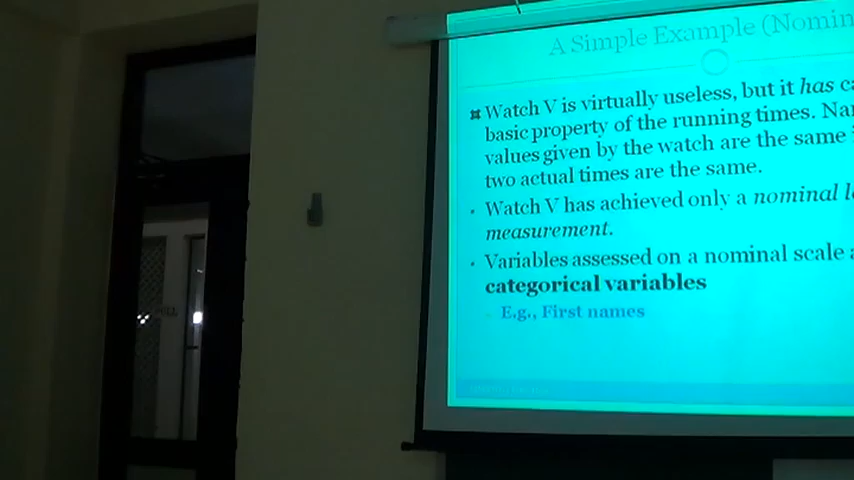 A Simple Example (Nomin
Watch V is virtually useless, but it has ca
basic property of the running times. Na
values given by the watch are the same
two actual times are the same.
Watch V has achieved only a nominal l
measurement.
Variables assessed on a nominal scale a
categorical variables
E.g., First names